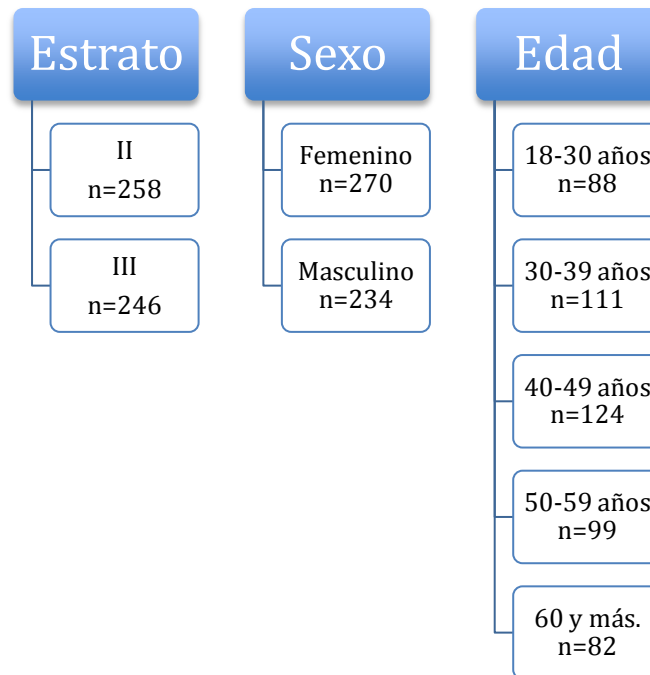 Estrato
II
n=258
III
n=246
Sexo
Femenino
n=270
Masculino
n=234
Edad
18-30 años
n=88
30-39 años
n=111
40-49 años
n=124
50-59 años
n=99
60 y más.
n=82